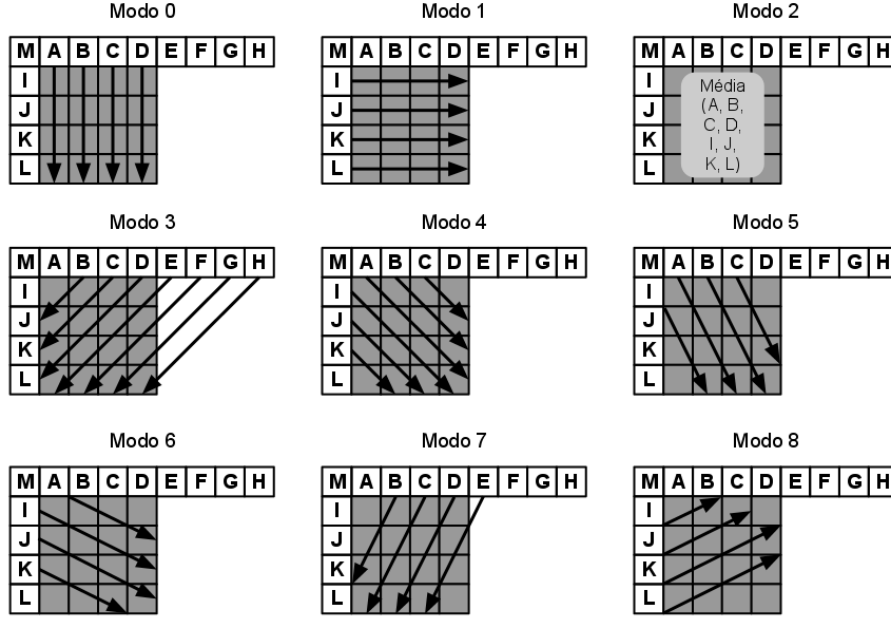 Modo 0 Modo 1 Modo 2
M A B C D E F G H M A B C D E F G H M A B C D E F G H
I I I Média
J J J (A, B,
C, D,
K K K I, J,
L L L K, L)
Modo 3 Modo 4 Modo 5
M A B C D E F G H M A B C D E F G H M A B C D E F G H
I I I
J J J
K K K
L L L
Modo 6 Modo 7 Modo 8
M A B C D E F G H M A B C D E F G H M A B C D E F G H
I I I
J J J
K K K
L L L